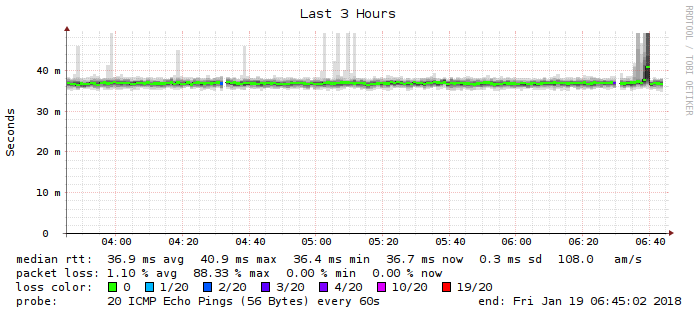 Last 3 Hours
RRDTOOL / TOBI OETIKER
Seconds
40 m
30 m
20 m
10 m
0
04:00 04:20 04:40 05:00 05:20 05:40 06:00 06:20 06:40
median rtt: 36.9 ms avg 40.9 ms max 36.4 ms min 36.7 ms now 0.3 ms sd 108.0 am/s
packet loss: 1.10 % avg 88.33 % max 0.00 % min 0.00 % now
loss color: 0 1/20 2/20 3/20 4/20 10/20 19/20
probe: 20 ICMP Echo Pings (56 Bytes) every 60s end: Fri Jan 19 06:45:02 2018